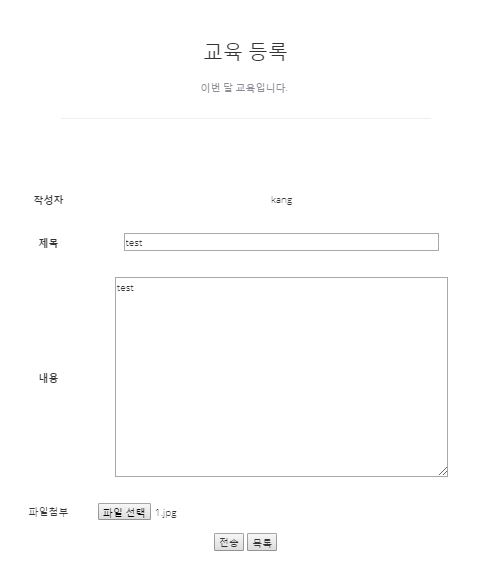 교육 등록
이번 달 교육입니다.
작성자 kang
제목 test
test
내용
파일첨부 파일 선택 1.jpg
전송 목록